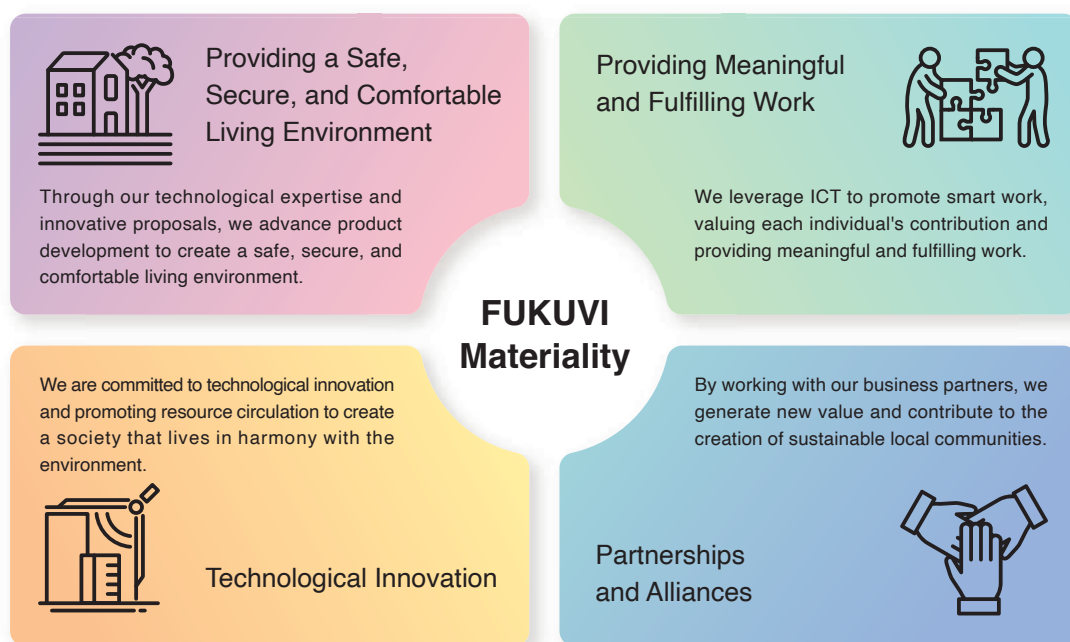 Providing a Safe,
Secure, and Comfortable
Living Environment
Through our technological expertise and
innovative proposals, we advance product
development to create a safe, secure, and
comfortable living environment.
Providing Meaningful
and Fulfilling Work
We leverage ICT to promote smart work,
valuing each individual's contribution and
providing meaningful and fulfilling work.
FUKUVI
Materiality
We are committed to technological innovation
and promoting resource circulation to create
a society that lives in harmony with the
environment.
Technological Innovation
By working with our business partners, we
generate new value and contribute to the
creation of sustainable local communities.
Partnerships
and Alliances